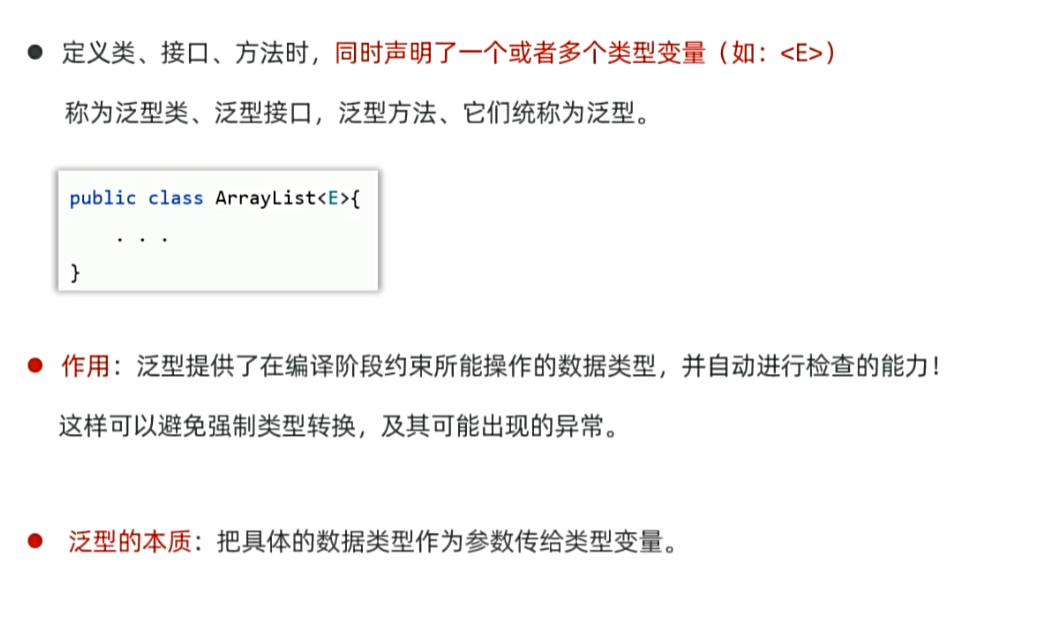 ● 定义类、接口、方法时，同时声明了一个或者多个类型变量（如：<E>）
称为泛型类、泛型接口，泛型方法、它们统称为泛型。
public class ArrayList<E>{
. . .
}
● 作用：泛型提供了在编译阶段约束所能操作的数据类型，并自动进行检查的能力！
这样可以避免强制类型转换，及其可能出现的异常。
● 泛型的本质：把具体的数据类型作为参数传给类型变量。